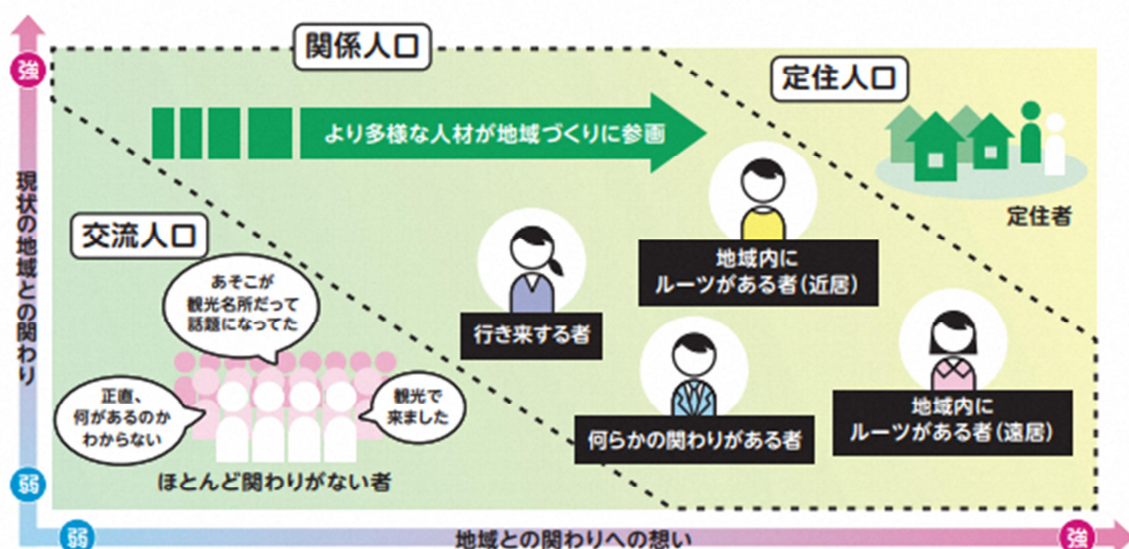 強
関係人口
定住人口
より多様な人材が地域づくりに参画
現状の地域との関わり
定住者
交流人口
あそこが
観光名所だって
話題になってた
地域内に
ルーツがある者(近居)
行き来する者
正直、
何があるのか
わからない
観光で
来ました
地域内に
ルーツがある者(遠居)
何らかの関わりがある者
ほとんど関わりがない者
弱
弱
地域との関わりへの想い
強